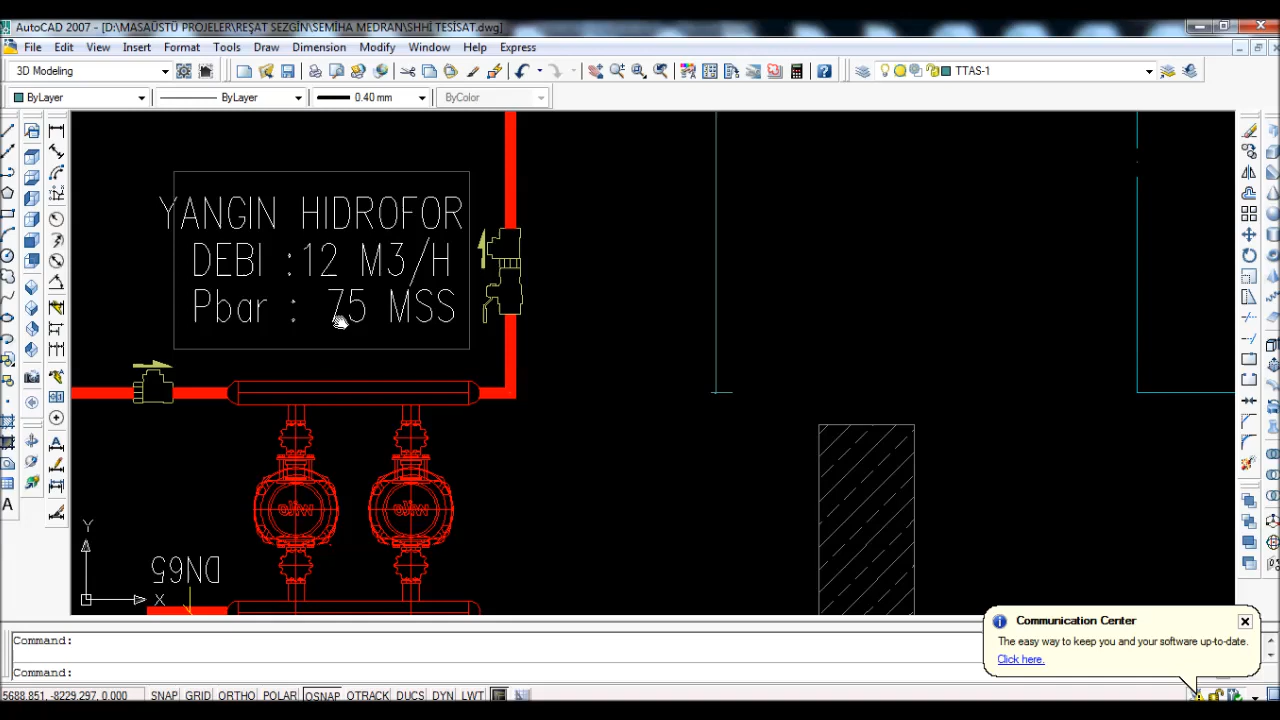 AutoCAD 2007 - [D:\MASAÜSTÜ PROJELER\REŞAT SEZGİN\SEMİHA MEDRAN\SHHİ TESİSAT.dwg]
File Edit View Insert Format Tools Draw Dimension Modify Window Help Express
3D Modeling TTAS-1
ByLayer ByLayer 0.40 mm ByColor
YANGIN HIDROFOR
DEBI :12 M3/H
Pbar : 75 MSS
wilo wilo
DN65
Y
X
A
A
Communication Center
The easy way to keep you and your software up-to-date.
Click here.
Command:
Command:
5688.851, -8229.297, 0.000 SNAP GRID ORTHO POLAR OSNAP OTRACK DUCS DYN LWT